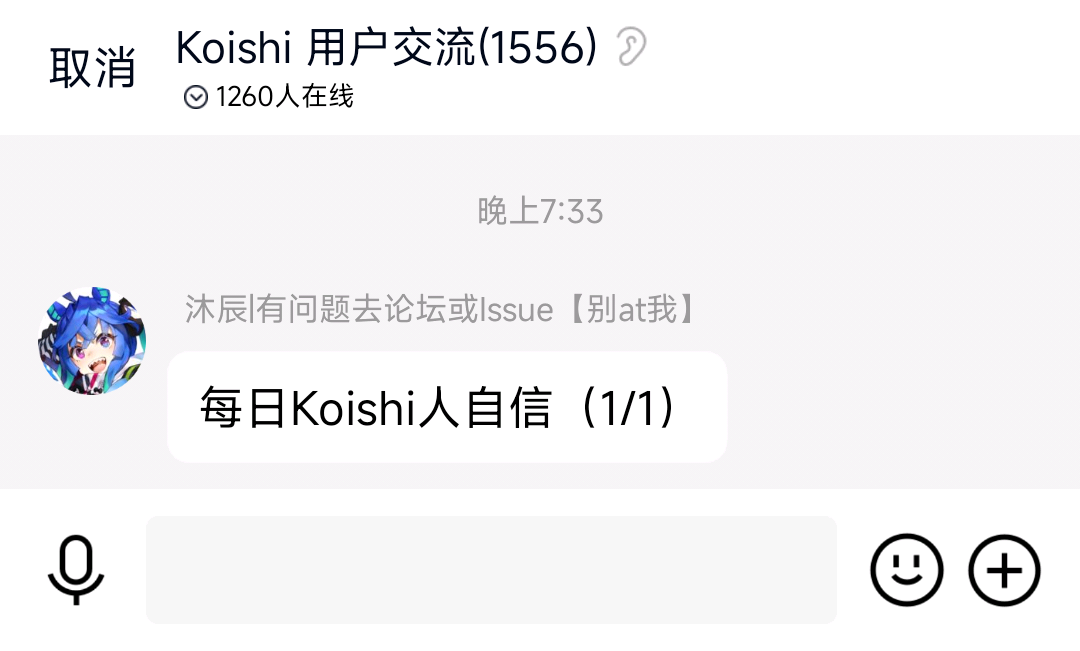 取消
Koishi 用户交流(1556)
1260人在线
晚上7:33
沐辰|有问题去论坛或Issue【别at我】
每日Koishi人自信（1/1）